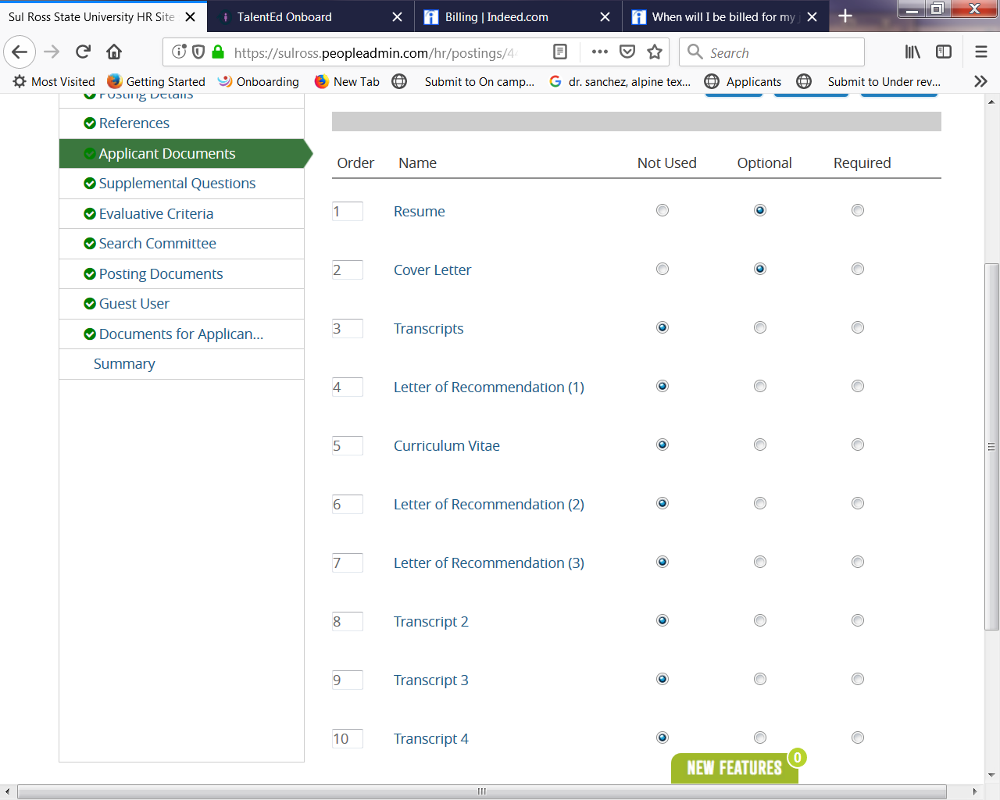 Sul Ross State University HR Site
TalentEd Onboard
Billing | Indeed.com
When will I be billed for my
https://sulross.peopleadmin.com/hr/postings/4
Search
Most Visited
Getting Started
Onboarding
New Tab
Submit to On camp...
dr. sanchez, alpine tex...
Applicants
Submit to Under rev...
Posting Details
References
Applicant Documents
Supplemental Questions
Evaluative Criteria
Search Committee
Posting Documents
Guest User
Documents for Applican...
Summary
Order Name Not Used Optional Required
1 Resume
2 Cover Letter
3 Transcripts
4 Letter of Recommendation (1)
5 Curriculum Vitae
6 Letter of Recommendation (2)
7 Letter of Recommendation (3)
8 Transcript 2
9 Transcript 3
10 Transcript 4
NEW FEATURES 0